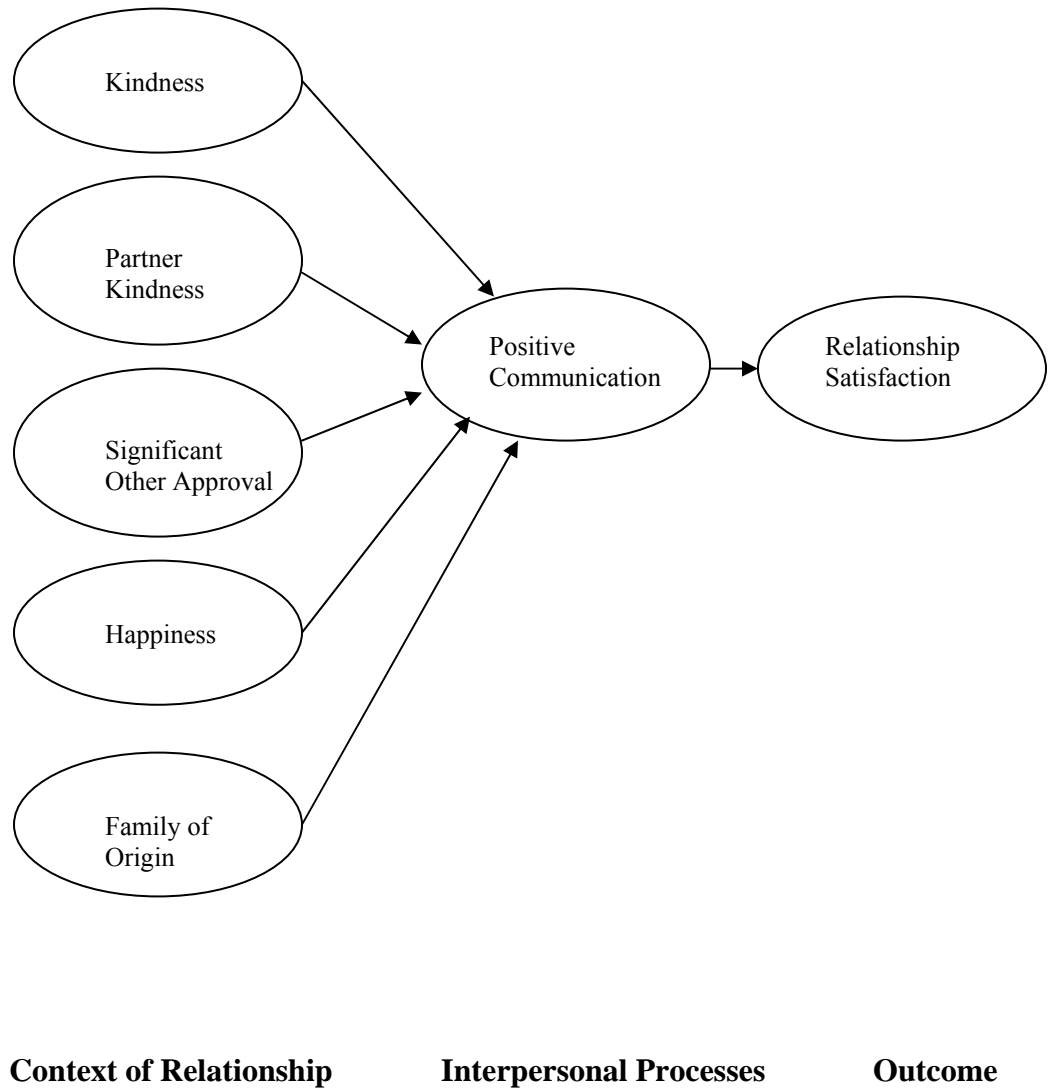 Kindness
Partner
Kindness
Significant
Other Approval
Happiness
Family of
Origin
Positive
Communication
Relationship
Satisfaction
Context of Relationship
Interpersonal Processes
Outcome